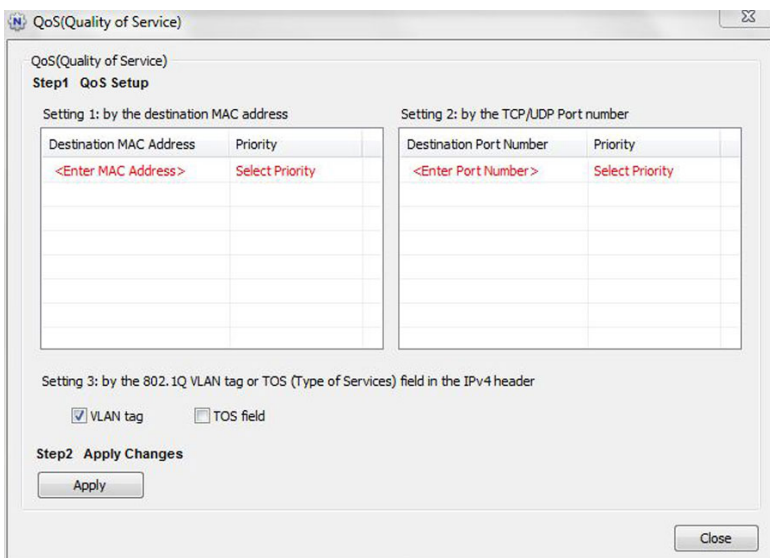 N QoS(Quality of Service)
QoS(Quality of Service)
Step1 QoS Setup
Setting 1: by the destination MAC address
Destination MAC Address Priority
<Enter MAC Address> Select Priority
Setting 2: by the TCP/UDP Port number
Destination Port Number Priority
<Enter Port Number> Select Priority
Setting 3: by the 802.1Q VLAN tag or TOS (Type of Services) field in the IPv4 header
VLAN tag TOS field
Step2 Apply Changes
Apply
Close